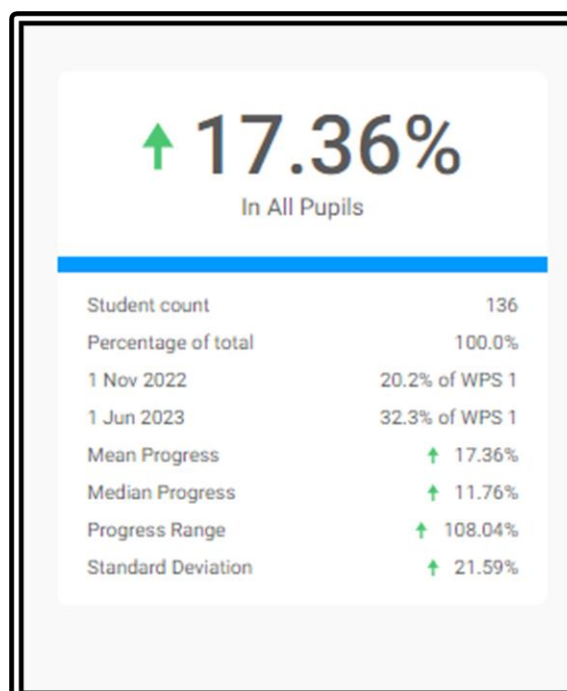 ↑ 17.36%
In All Pupils
Student count 136
Percentage of total 100.0%
1 Nov 2022 20.2% of WPS 1
1 Jun 2023 32.3% of WPS 1
Mean Progress ↑ 17.36%
Median Progress ↑ 11.76%
Progress Range ↑ 108.04%
Standard Deviation ↑ 21.59%